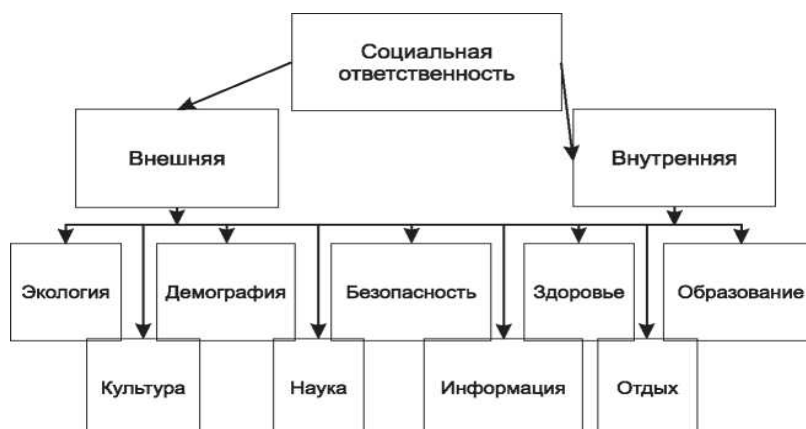 Социальная
ответственность
Внешняя
Внутренняя
Экология
Демография
Безопасность
Здоровье
Образование
Культура
Наука
Информация
Отдых